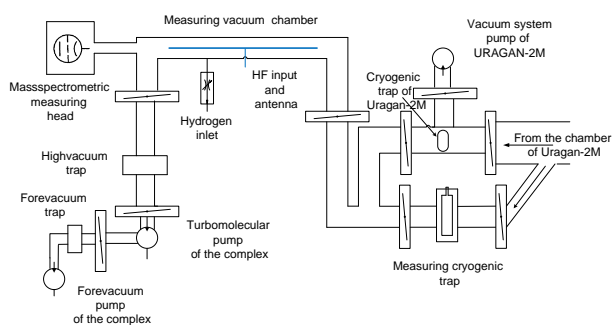 Measuring vacuum chamber
Vacuum system
pump of
URAGAN-2M
Massspectrometric
measuring
head
HF input
and
antenna
Cryogenic
trap of
Uragan-2M
Hydrogen
inlet
From the chamber
of Uragan-2M
Highvacuum
trap
Forevacuum
trap
Turbomolecular
pump
of the complex
Measuring cryogenic
trap
Forevacuum
pump
of the complex